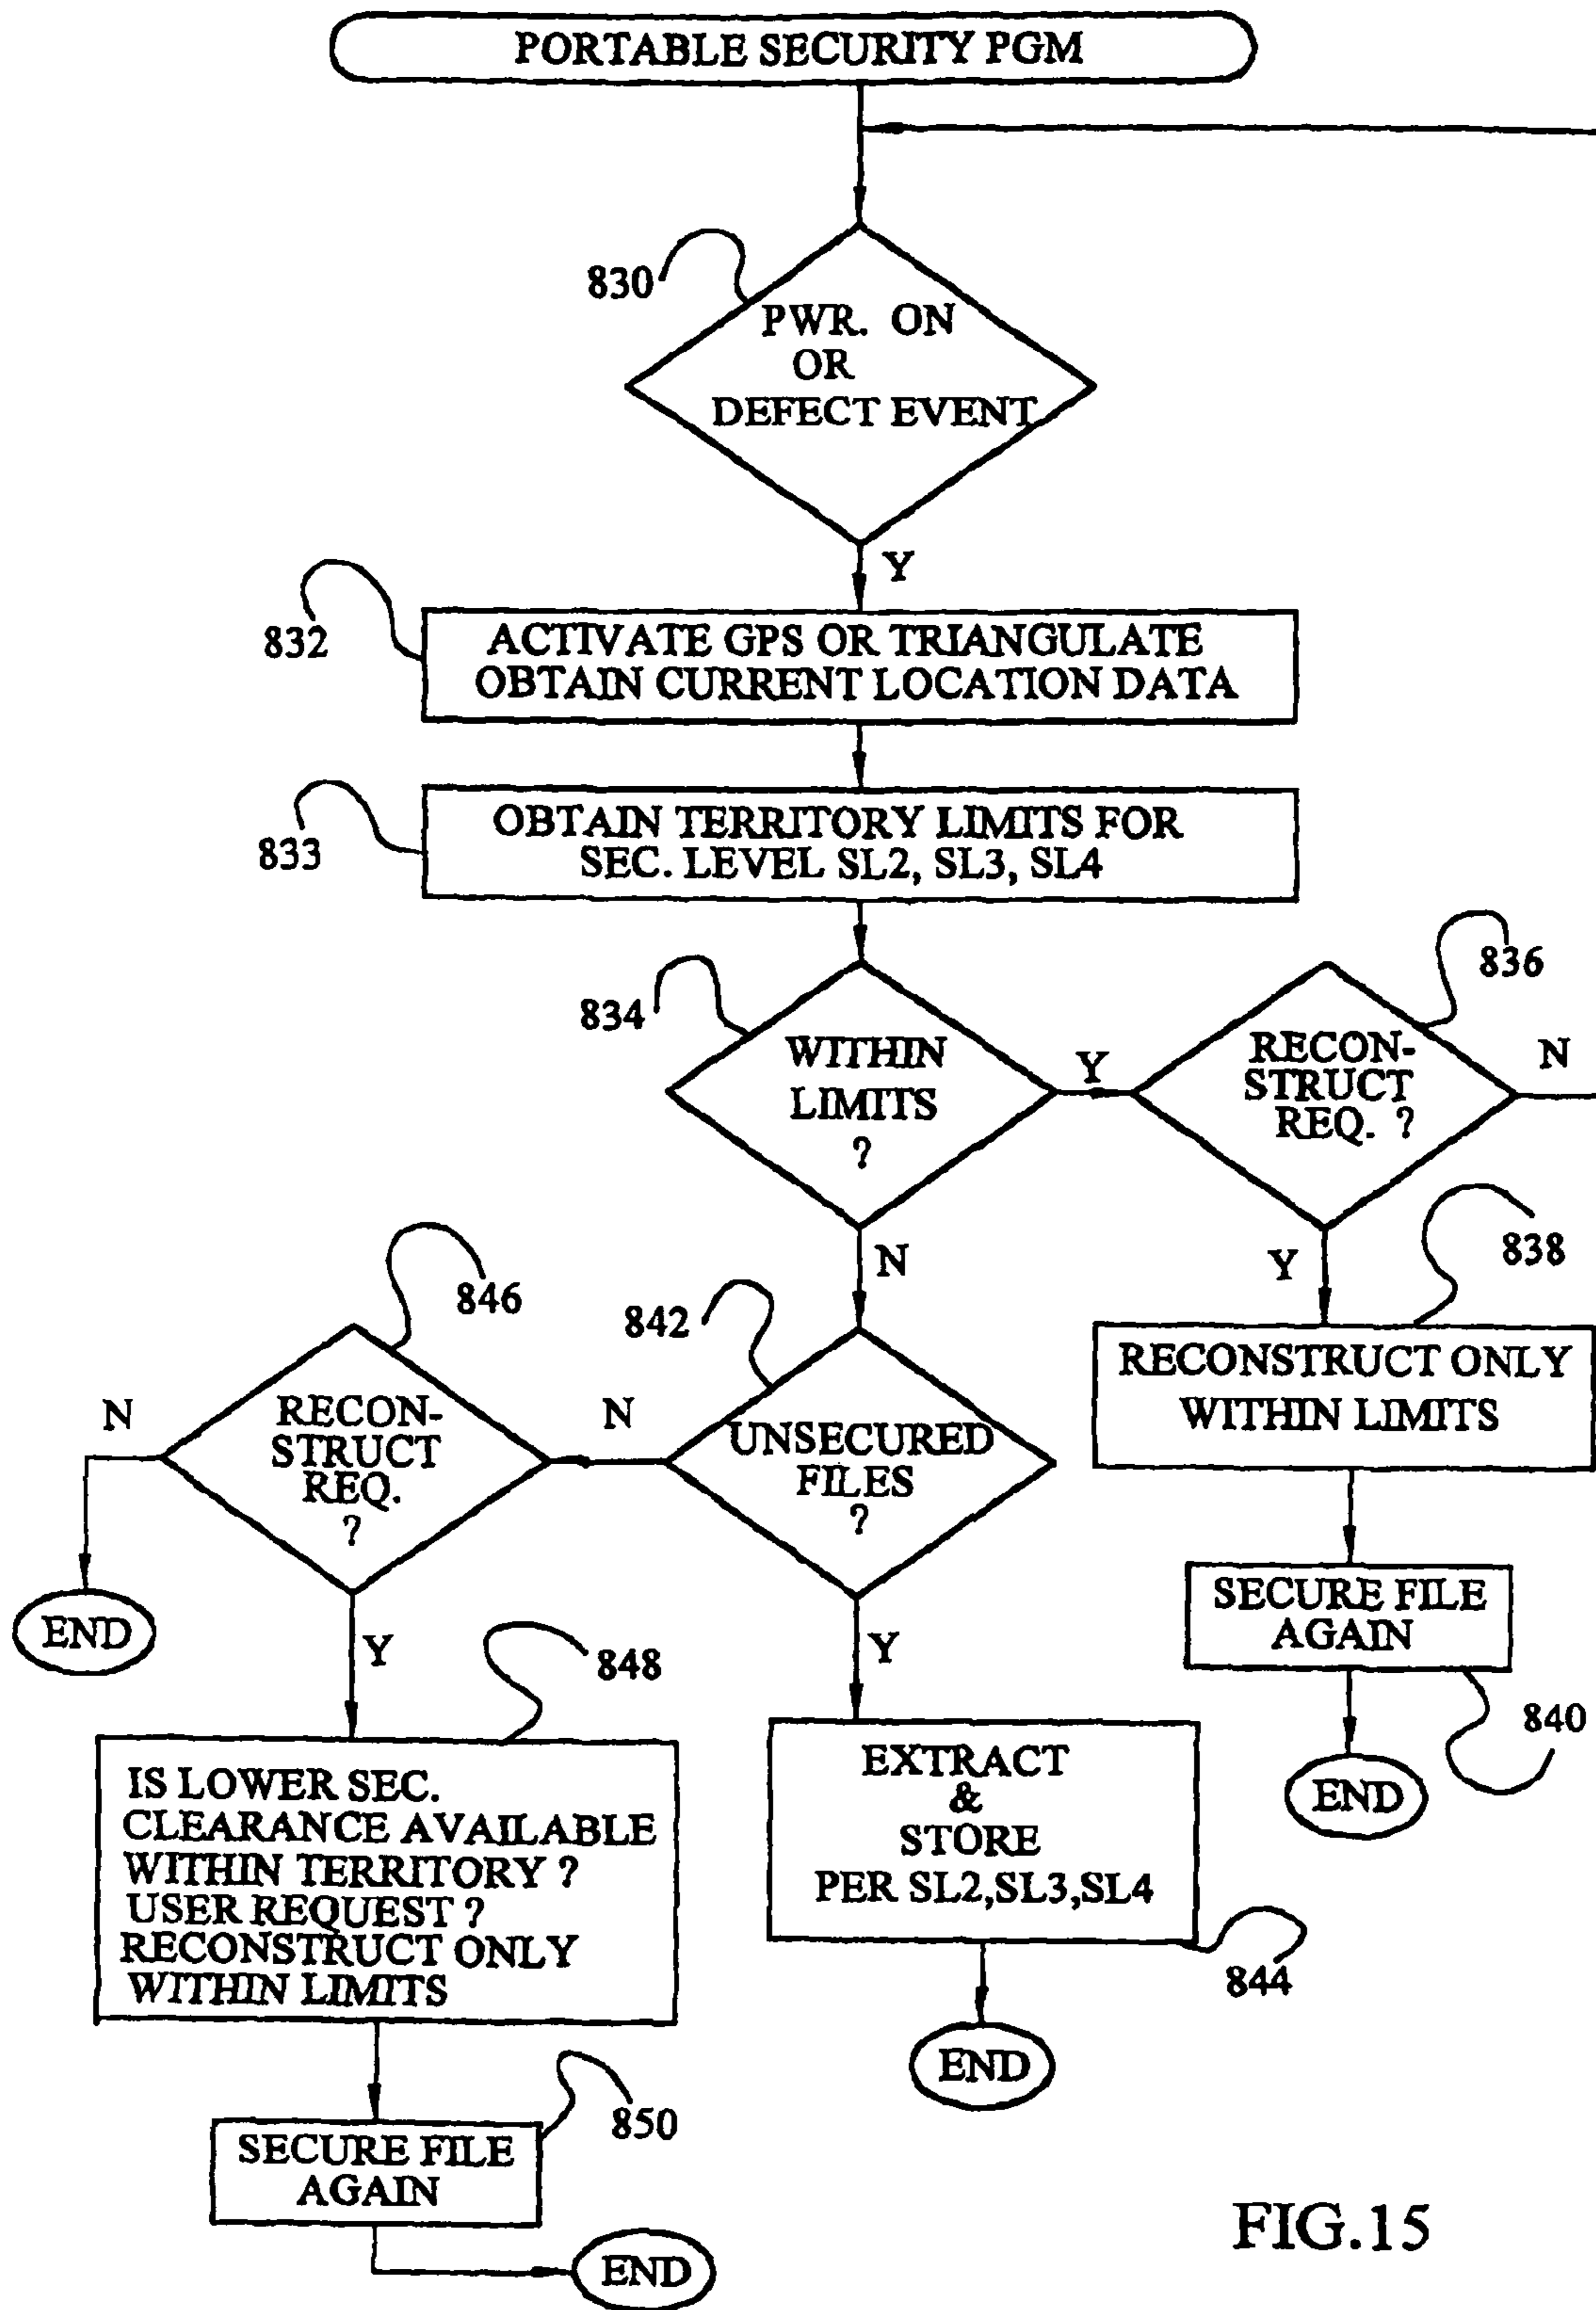 PORTABLE SECURITY PGM
830
PWR. ON
OR
DEFECT EVENT
Y
832
ACTIVATE GPS OR TRIANGULATE
OBTAIN CURRENT LOCATION DATA
833
OBTAIN TERRITORY LIMITS FOR
SEC. LEVEL SL2, SL3, SL4
834
WITHIN
LIMITS
?
Y
836
RECON-
STRUCT
REQ. ?
N
Y
838
RECONSTRUCT ONLY
WITHIN LIMITS
SECURE FILE
AGAIN
840
END
N
842
UNSECURED
FILES
?
N
846
RECON-
STRUCT
REQ.
?
N
END
Y
848
IS LOWER SEC.
CLEARANCE AVAILABLE
WITHIN TERRITORY ?
USER REQUEST ?
RECONSTRUCT ONLY
WITHIN LIMITS
Y
EXTRACT
&
STORE
PER SL2,SL3,SL4
844
END
850
SECURE FILE
AGAIN
END
FIG.15